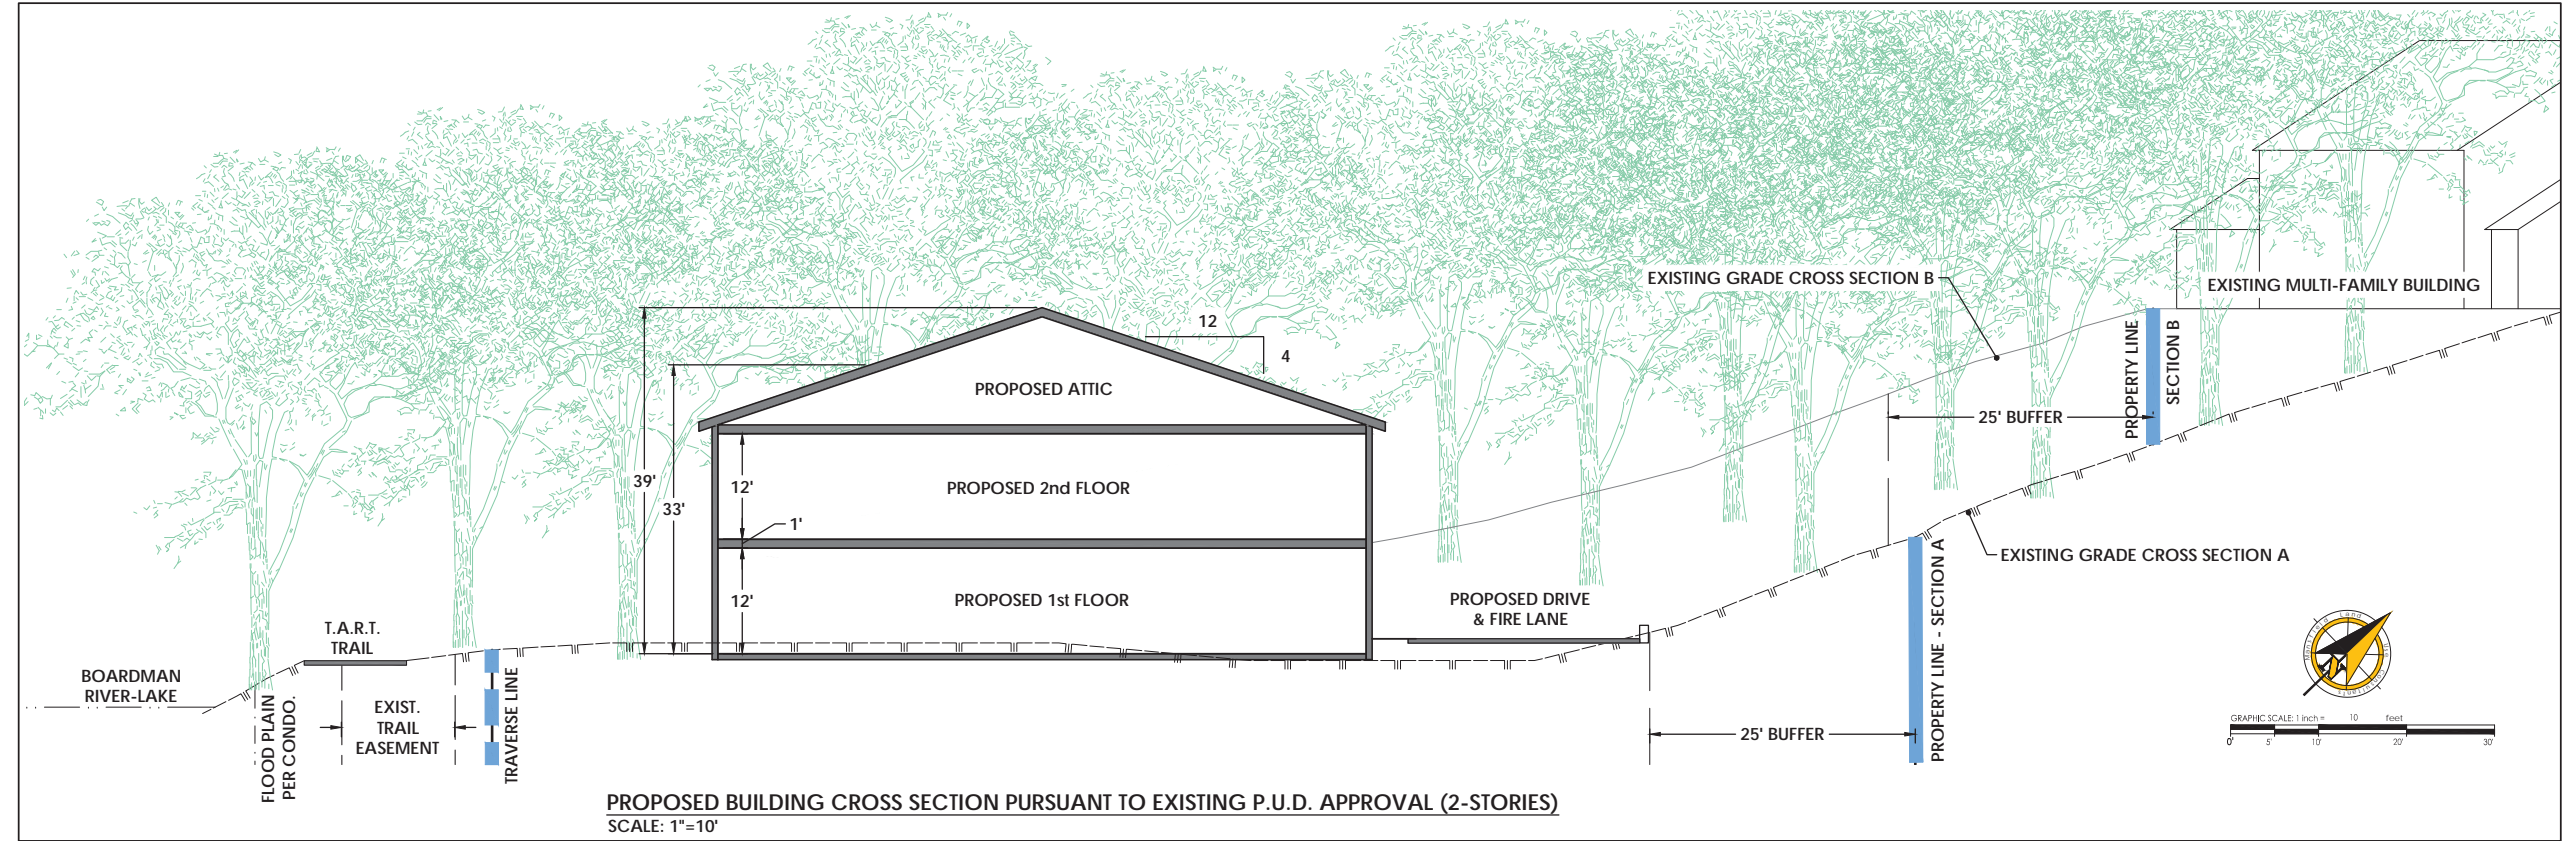 EXISTING GRADE CROSS SECTION B
EXISTING MULTI-FAMILY BUILDING
PROPERTY LINE
SECTION B
12
4
PROPOSED ATTIC
25' BUFFER
39'
33'
12'
PROPOSED 2nd FLOOR
1'
12'
PROPOSED 1st FLOOR
PROPOSED DRIVE
& FIRE LANE
EXISTING GRADE CROSS SECTION A
PROPERTY LINE - SECTION A
T.A.R.T.
TRAIL
BOARDMAN
RIVER-LAKE
FLOOD PLAIN
PER CONDO.
EXIST.
TRAIL
EASEMENT
TRAVERSE LINE
25' BUFFER
Mansfield Land Use Consultants
GRAPHIC SCALE: 1 inch = 10 feet
0' 5' 10' 20' 30'
PROPOSED BUILDING CROSS SECTION PURSUANT TO EXISTING P.U.D. APPROVAL (2-STORIES)
SCALE: 1"=10'